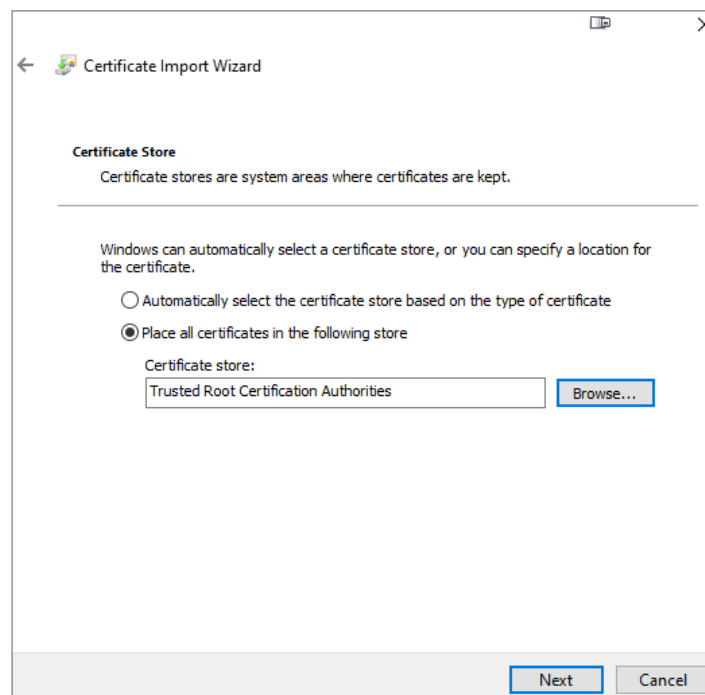 Certificate Import Wizard
Certificate Store
Certificate stores are system areas where certificates are kept.
Windows can automatically select a certificate store, or you can specify a location for
the certificate.
Automatically select the certificate store based on the type of certificate
Place all certificates in the following store
Certificate store:
Trusted Root Certification Authorities
Browse...
Next
Cancel